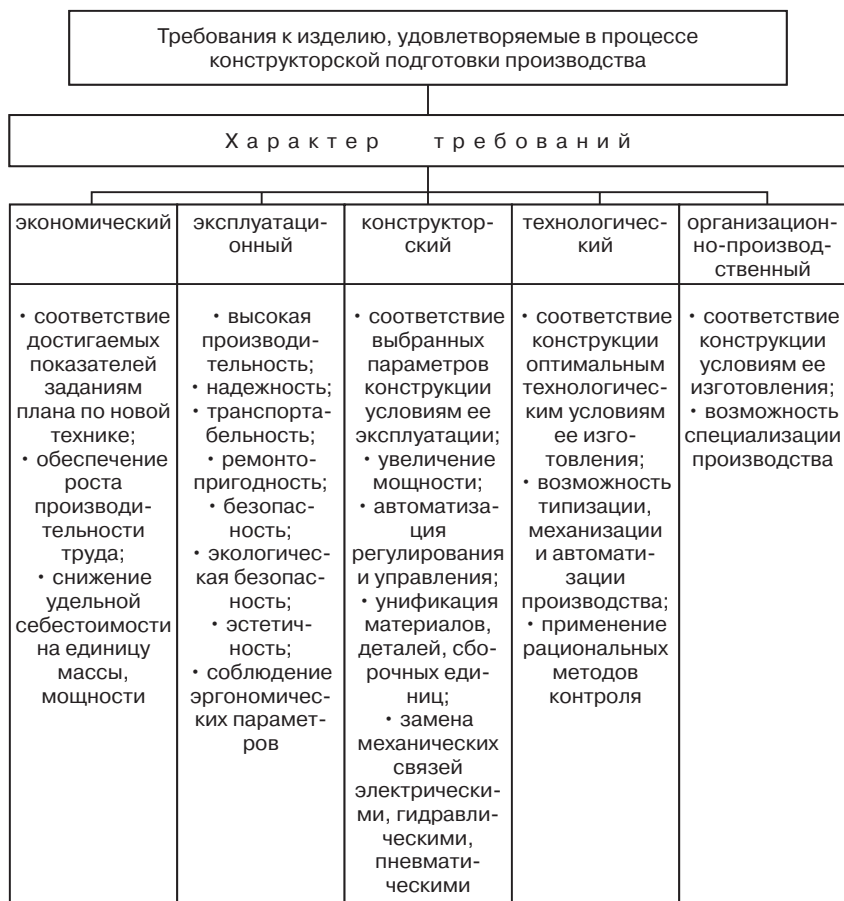 Требования к изделию, удовлетворяемые в процессе
конструкторской подготовки производства
Характер требований
экономический
эксплуатаци-
онный
конструктор-
ский
технологичес-
кий
организацион-
но-производ-
ственный
• соответствие
достигаемых
показателей
заданиям
плана по новой
технике;
• обеспечение
роста
производи-
тельности
труда;
• снижение
удельной
себестоимости
на единицу
массы,
мощности
• высокая
производи-
тельность;
• надежность;
• транспорта-
бельность;
• ремонто-
пригодность;
• безопас-
ность;
• экологичес-
кая безопас-
ность;
• эстетич-
ность;
• соблюдение
эргономичес-
ких парамет-
ров
• соответствие
выбранных
параметров
конструкции
условиям ее
эксплуатации;
• увеличение
мощности;
• автоматиза-
ция
регулирования
и управления;
• унификация
материалов,
деталей, сбо-
рочных еди-
ниц;
• замена
механических
связей
электрически-
ми, гидравли-
ческими,
пневмати-
ческими
• соответствие
конструкции
оптимальным
технологичес-
ким условиям
ее изго-
товления;
• возможность
типизации,
механизации
и автомати-
зации
производства;
• применение
рациональных
методов
контроля
• соответствие
конструкции
условиям ее
изготовления;
• возможность
специализации
производства